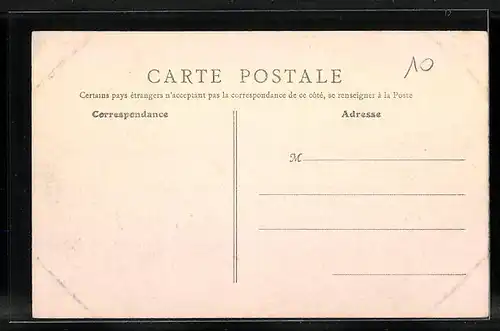 CARTE POSTALE
10
Certains pays étrangers n'acceptant pas la correspondance de ce côté, se renseigner à la Poste
Correspondance
Adresse
M